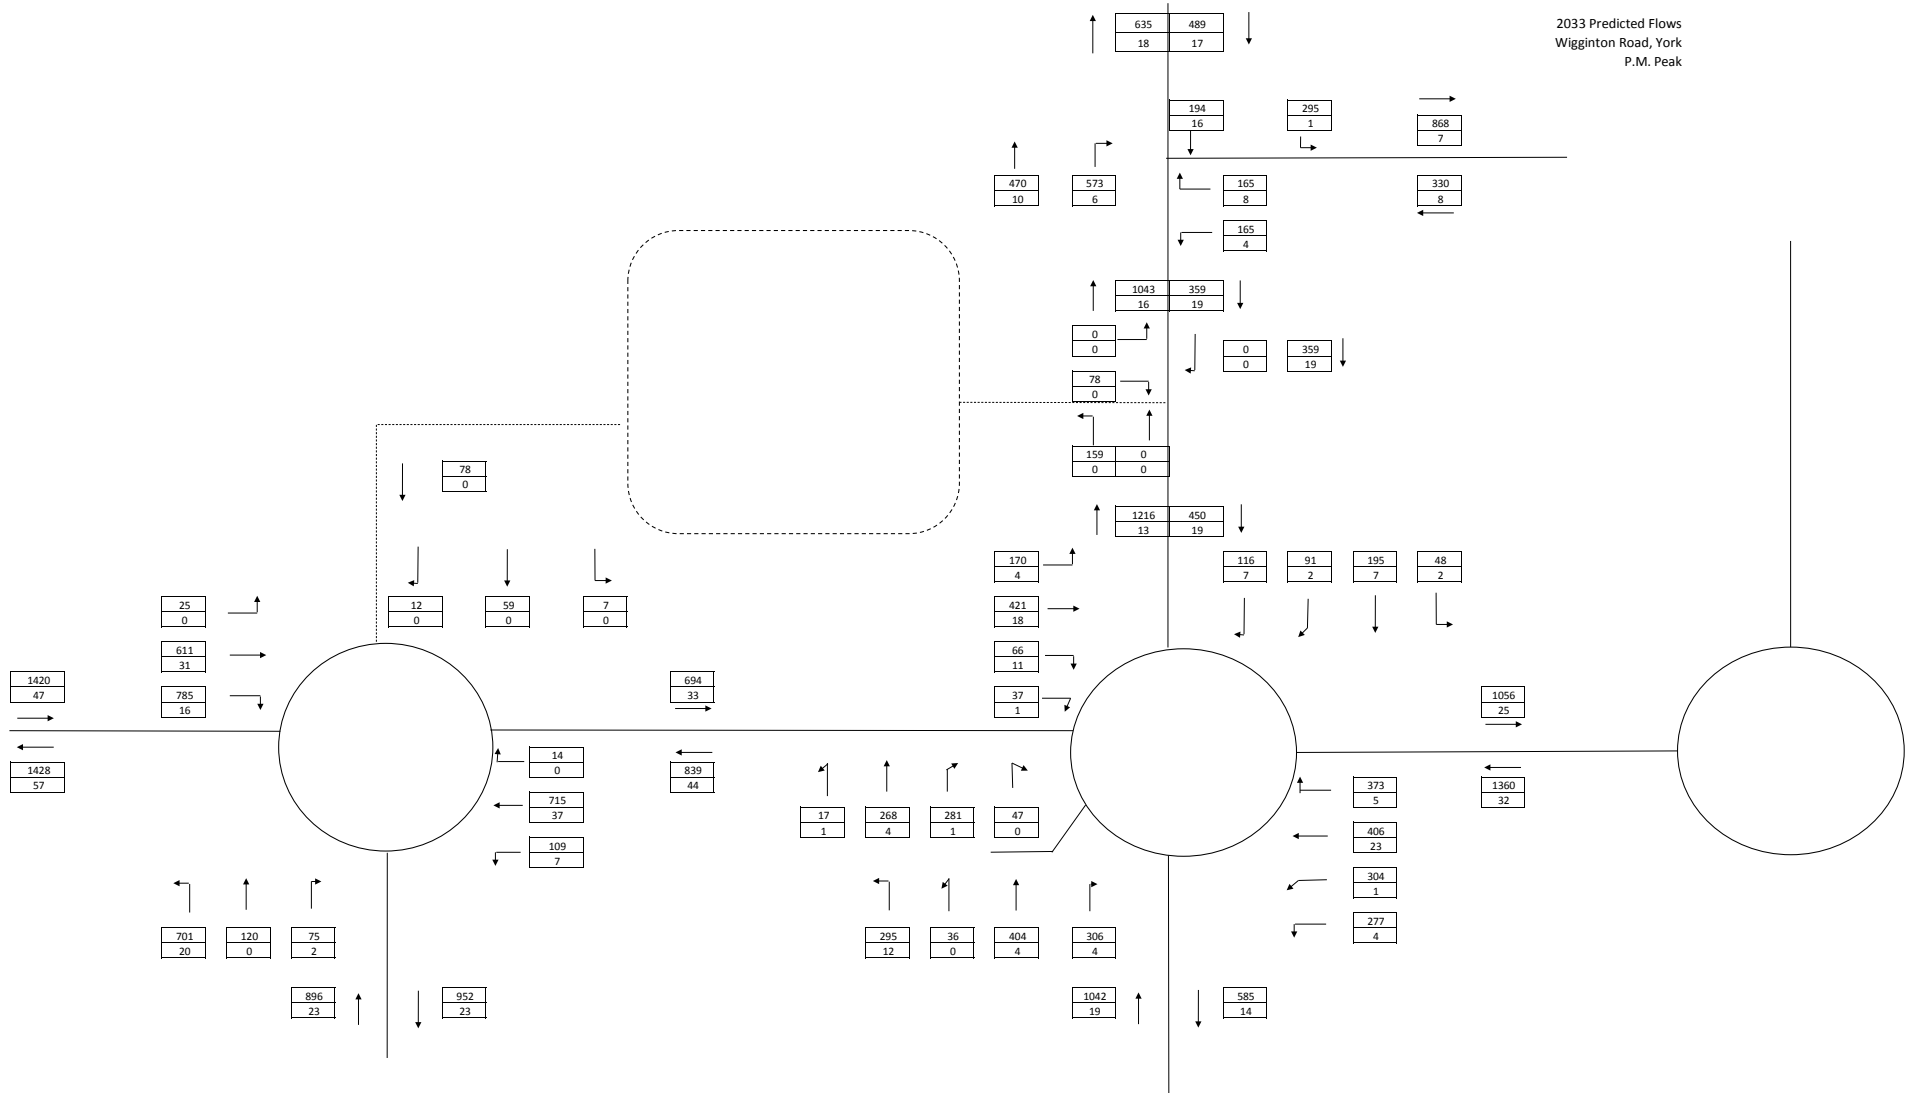 635 489
18 17
2033 Predicted Flows
Wigginton Road, York
P.M. Peak
194 295
16 1
868
7
470 573 165 330
10 6 8 8
165
4
1043 359
16 19
0
0
0 359
0 19
78
0
159 0
0 0
78
0
1216 450
13 19
170 116 91 195 48
4 7 2 7 2
25 12 59 7 421
0 0 0 0 18
611 66
31 11
1420 694
47 33
785 37 1056
16 1 25
14
0
1428 839 373 1360
57 44 5 32
715
37
17 268 281 47
1 4 1 0
406
23
109
7
304
1
277
4
701 120 75 295 36 404 306
20 0 2 12 0 4 4
896 952 1042 585
23 23 19 14